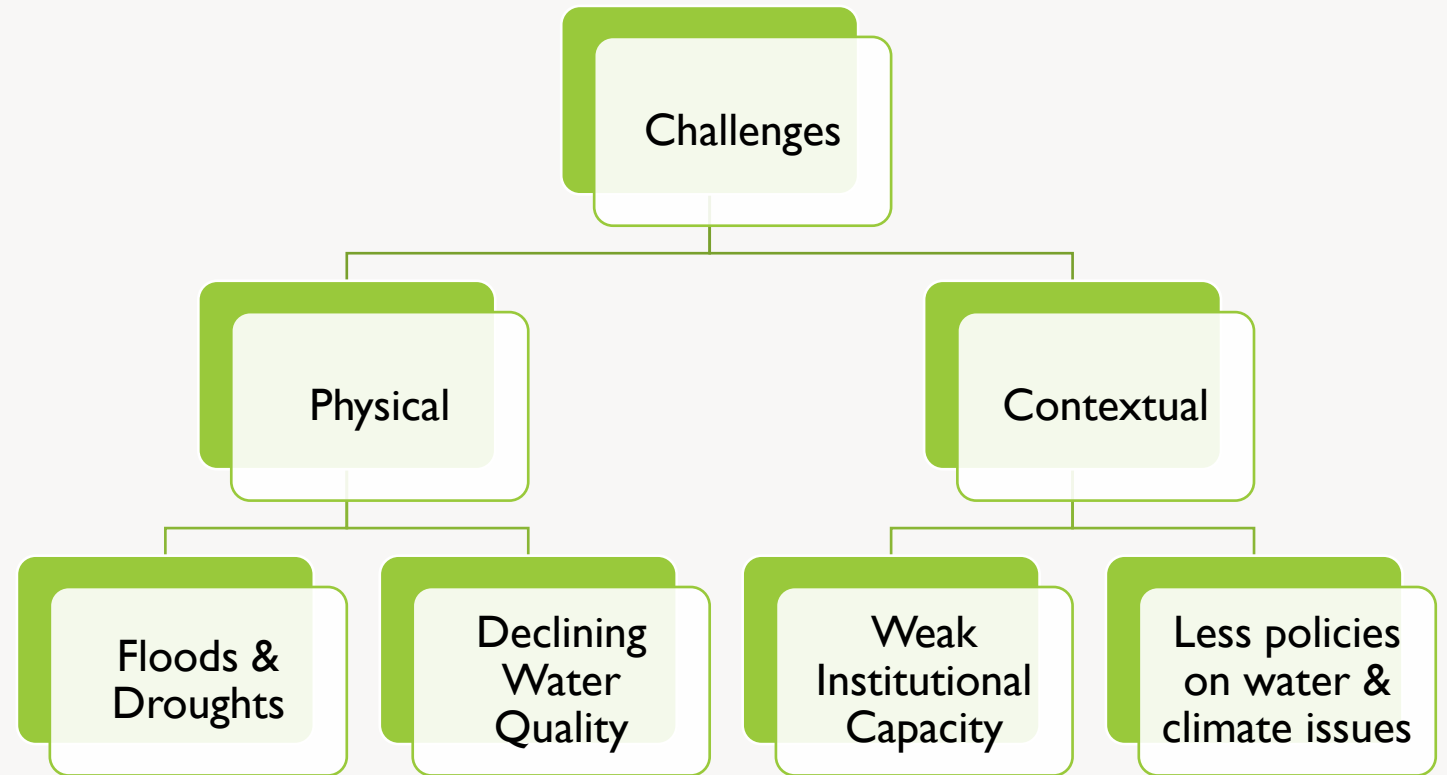 Challenges
Physical
Contextual
Floods &
Droughts
Declining
Water
Quality
Weak
Institutional
Capacity
Less policies
on water &
climate issues